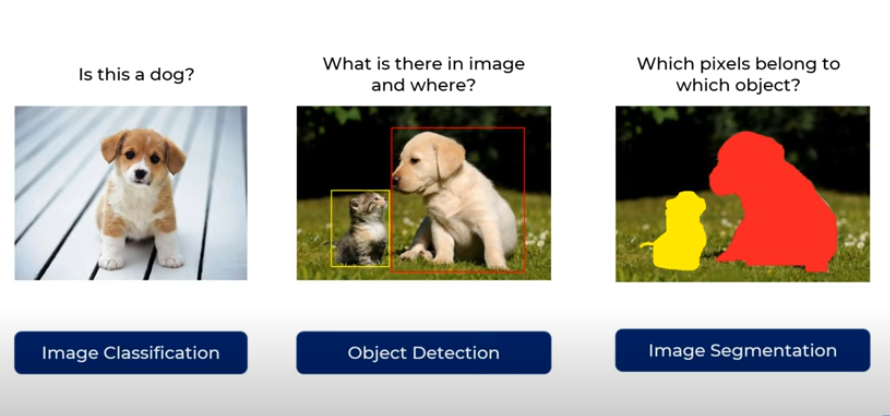 Is this a dog?
What is there in image
and where?
Which pixels belong to
which object?
Image Classification
Object Detection
Image Segmentation